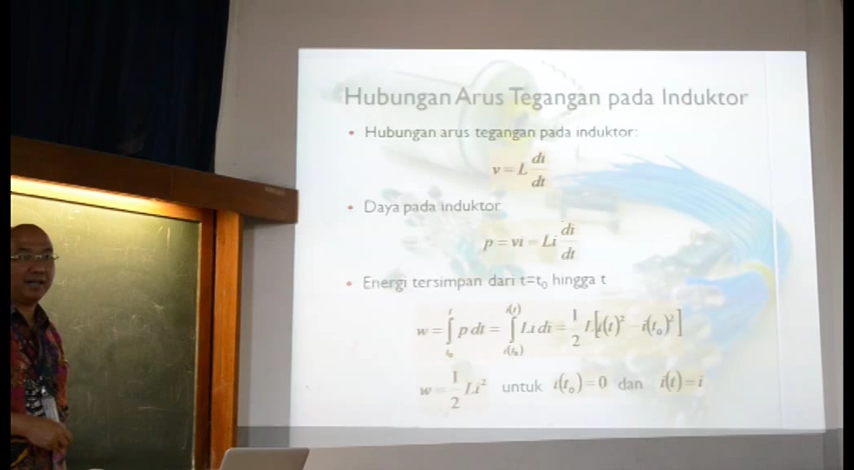 Hubungan Arus Tegangan pada Induktor
• Hubungan arus tegangan pada induktor:
v = L di/dt
• Daya pada induktor
p = vi = Li di/dt
• Energi tersimpan dari t=t₀ hingga t
w = ∫_{t₀}^{t} p dt = ∫_{i(t₀)}^{i(t)} Li di = 1/2 L[i(t)² − i(t₀)²]
w = 1/2 Li² untuk i(t₀) = 0 dan i(t) = i